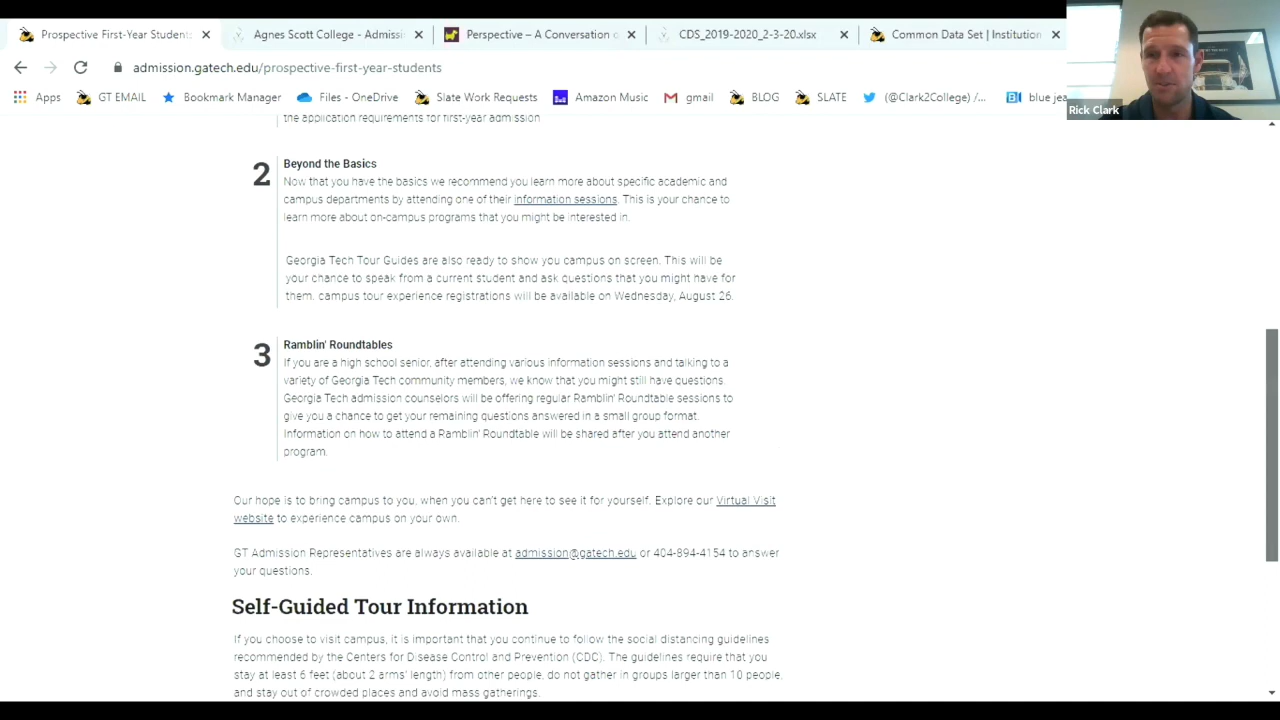 Prospective First-Year Students
Agnes Scott College - Admissi
Perspective – A Conversation o
CDS_2019-2020_2-3-20.xlsx
Common Data Set | Institution
admission.gatech.edu/prospective-first-year-students
Apps
GT EMAIL
Bookmark Manager
Files - OneDrive
Slate Work Requests
Amazon Music
gmail
BLOG
SLATE
(@Clark2College) /...
blue jea
Rick Clark
the application requirements for first-year admission
2
Beyond the Basics
Now that you have the basics we recommend you learn more about specific academic and
campus departments by attending one of their information sessions. This is your chance to
learn more about on-campus programs that you might be interested in.
Georgia Tech Tour Guides are also ready to show you campus on screen. This will be
your chance to speak from a current student and ask questions that you might have for
them. campus tour experience registrations will be available on Wednesday, August 26.
3
Ramblin' Roundtables
If you are a high school senior, after attending various information sessions and talking to a
variety of Georgia Tech community members, we know that you might still have questions.
Georgia Tech admission counselors will be offering regular Ramblin' Roundtable sessions to
give you a chance to get your remaining questions answered in a small group format.
Information on how to attend a Ramblin' Roundtable will be shared after you attend another
program.
Our hope is to bring campus to you, when you can't get here to see it for yourself. Explore our Virtual Visit
website to experience campus on your own.
GT Admission Representatives are always available at admission@gatech.edu or 404-894-4154 to answer
your questions.
Self-Guided Tour Information
If you choose to visit campus, it is important that you continue to follow the social distancing guidelines
recommended by the Centers for Disease Control and Prevention (CDC). The guidelines require that you
stay at least 6 feet (about 2 arms' length) from other people, do not gather in groups larger than 10 people,
and stay out of crowded places and avoid mass gatherings.